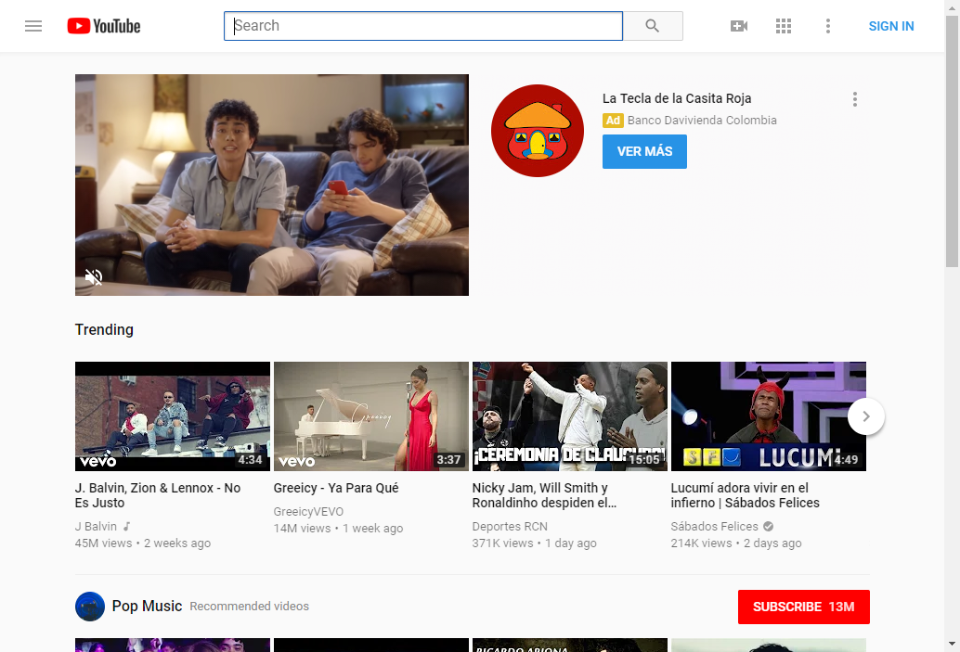 YouTube
Search
SIGN IN
La Tecla de la Casita Roja
Ad Banco Davivienda Colombia
VER MÁS
Trending
vevo 4:34
vevo Greeicy 3:37
¡CEREMONIA DE CLAUSURA! 15:05
SFC LUCUMÍ 4:49
J. Balvin, Zion & Lennox - No
Es Justo
J Balvin
45M views • 2 weeks ago
Greeicy - Ya Para Qué
GreeicyVEVO
14M views • 1 week ago
Nicky Jam, Will Smith y
Ronaldinho despiden el...
Deportes RCN
371K views • 1 day ago
Lucumí adora vivir en el
infierno | Sábados Felices
Sábados Felices
214K views • 2 days ago
Pop Music Recommended videos
SUBSCRIBE 13M
RICARDO ARJONA